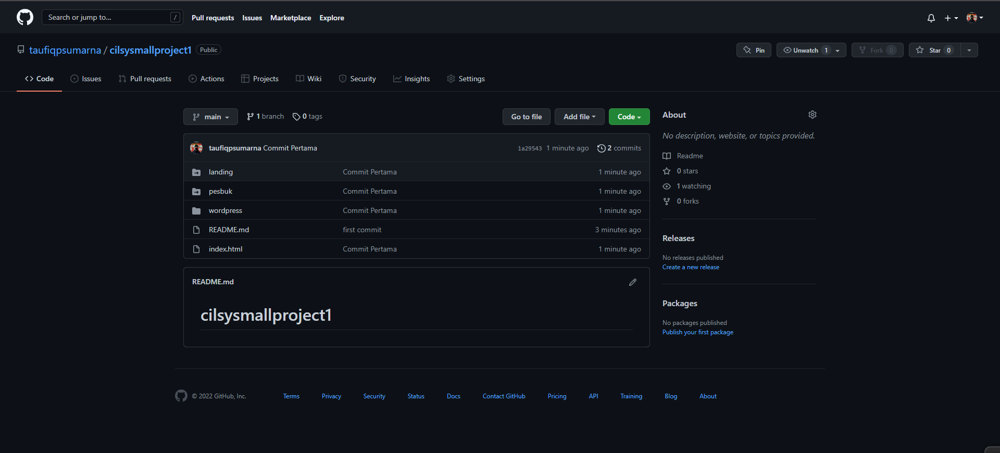 Search or jump to... /
Pull requests Issues Marketplace Explore
taufiqpsumarna / cilsysmallproject1 Public
Pin Unwatch 1 Fork 0 Star 0
Code Issues Pull requests Actions Projects Wiki Security Insights Settings
main 1 branch 0 tags
Go to file Add file Code
taufiqpsumarna Commit Pertama 1a29543 1 minute ago 2 commits
landing Commit Pertama 1 minute ago
pesbuk Commit Pertama 1 minute ago
wordpress Commit Pertama 1 minute ago
README.md first commit 3 minutes ago
index.html Commit Pertama 1 minute ago
README.md
cilsysmallproject1
About
No description, website, or topics provided.
Readme
0 stars
1 watching
0 forks
Releases
No releases published
Create a new release
Packages
No packages published
Publish your first package
© 2022 GitHub, Inc. Terms Privacy Security Status Docs Contact GitHub Pricing API Training Blog About